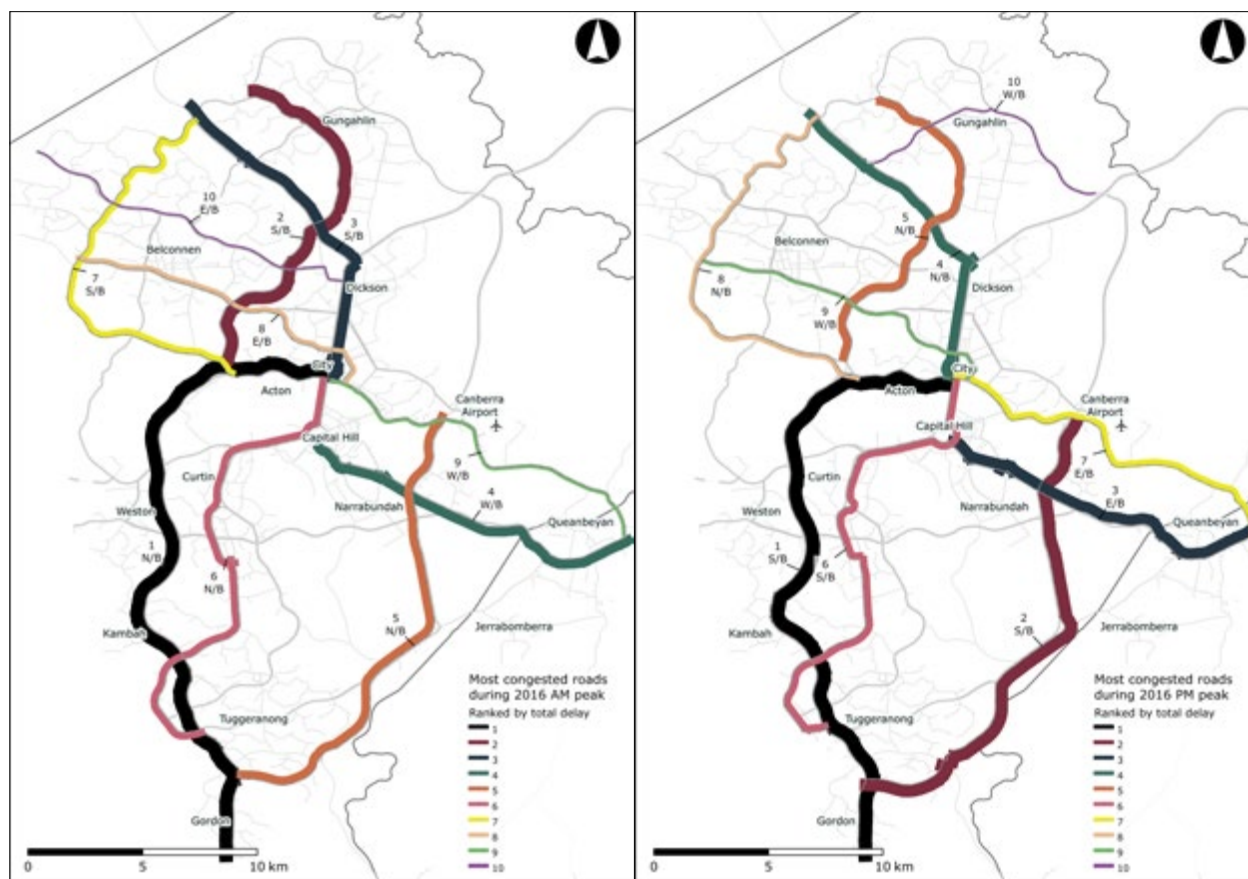 Gungahlin
10
E/B
2
S/B
3
S/B
Belconnen
7
S/B
Dickson
8
E/B
City
Acton
Canberra
Airport
Capital Hill
Curtin
9
W/B
4
W/B
Weston
Narrabundah
Queanbeyan
1
N/B
6
N/B
Kambah
5
N/B
Jerrabomberra
Most congested roads
during 2016 AM peak
Ranked by total delay
1
2
3
4
5
6
7
8
9
10
Tuggeranong
Gordon
0
5
10 km
10
W/B
Gungahlin
5
N/B
Belconnen
4
N/B
8
N/B
Dickson
9
W/B
City
Acton
Canberra
Airport
Capital Hill
7
E/B
Curtin
3
E/B
Narrabundah
Weston
Queanbeyan
1
S/B
6
S/B
Kambah
2
S/B
Jerrabomberra
Most congested roads
during 2016 PM peak
Ranked by total delay
1
2
3
4
5
6
7
8
9
10
Tuggeranong
Gordon
0
5
10 km